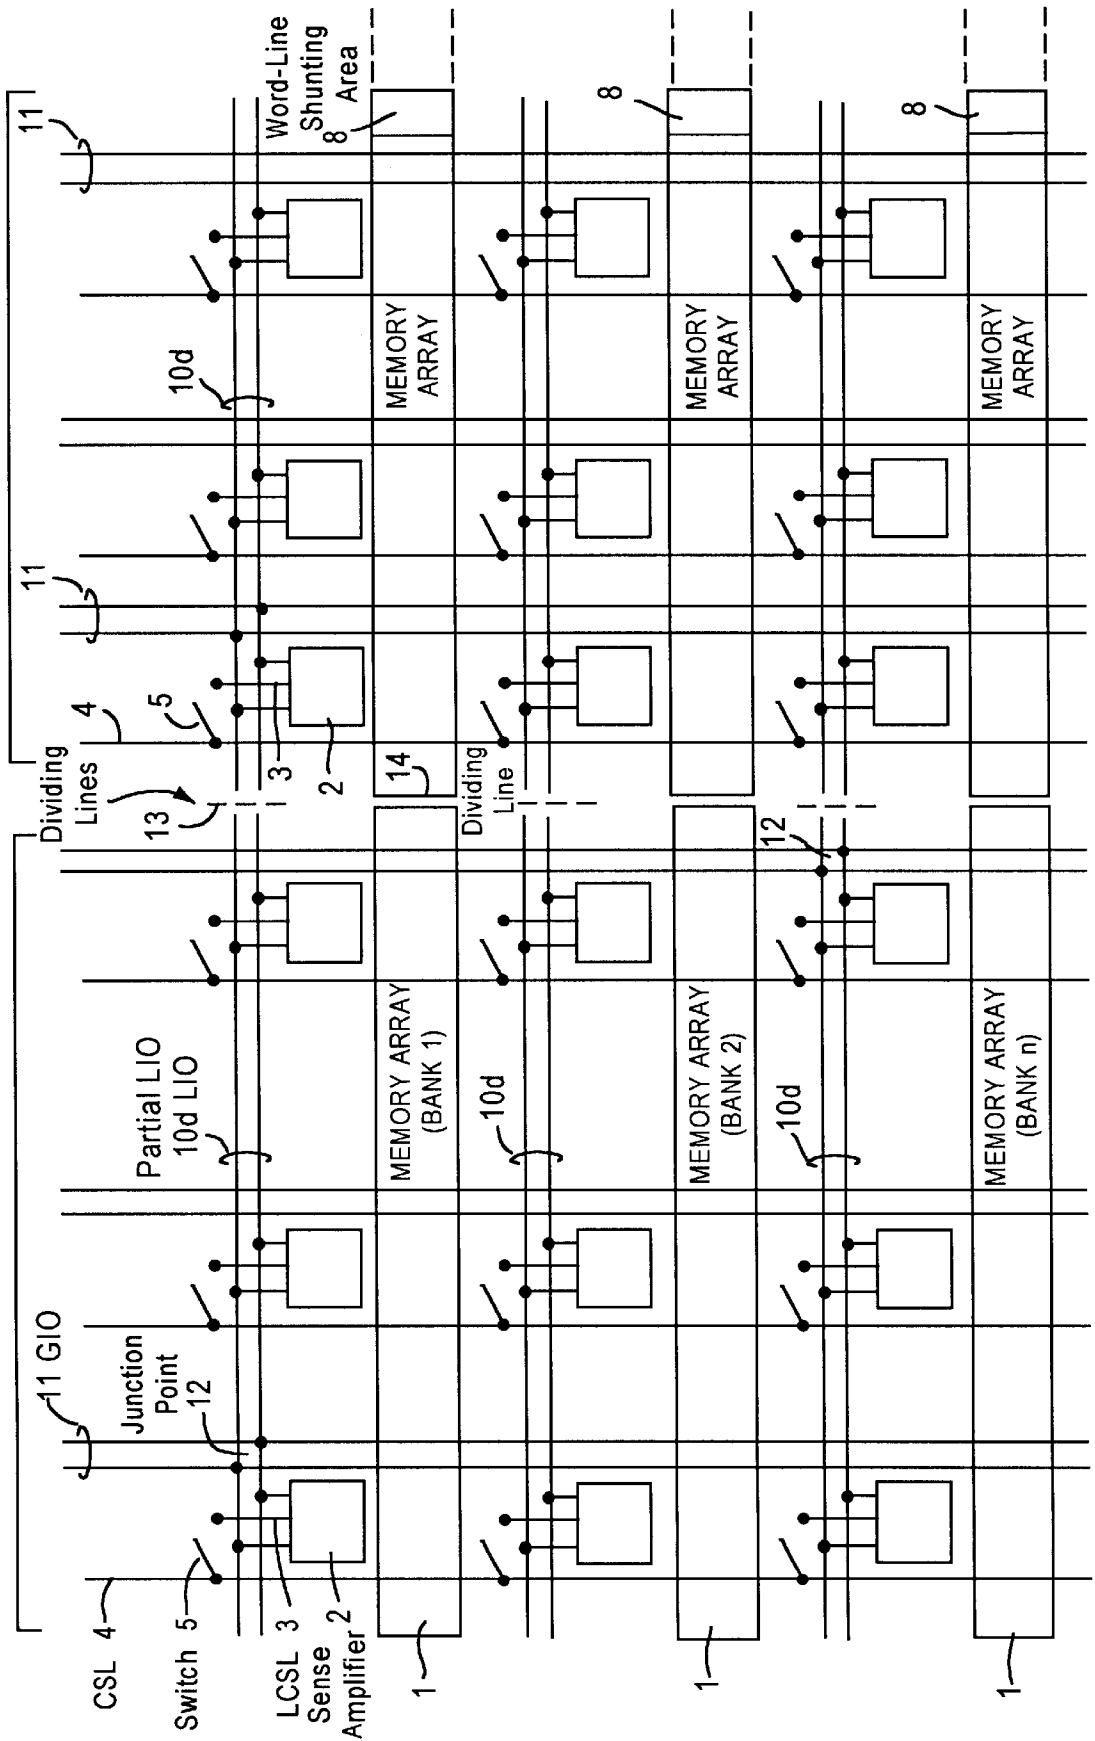 11
11
Word-Line
Shunting
Area
8
8
8
10d
4
5
3
2
14
Dividing
Lines
13
Dividing
Line
12
MEMORY
ARRAY
MEMORY
ARRAY
MEMORY
ARRAY
Partial LIO
10d LIO
10d
10d
MEMORY ARRAY
(BANK 1)
MEMORY ARRAY
(BANK 2)
MEMORY ARRAY
(BANK n)
11 GIO
Junction
Point
12
CSL 4
Switch 5
LCSL 3
Sense
Amplifier 2
1
1
1